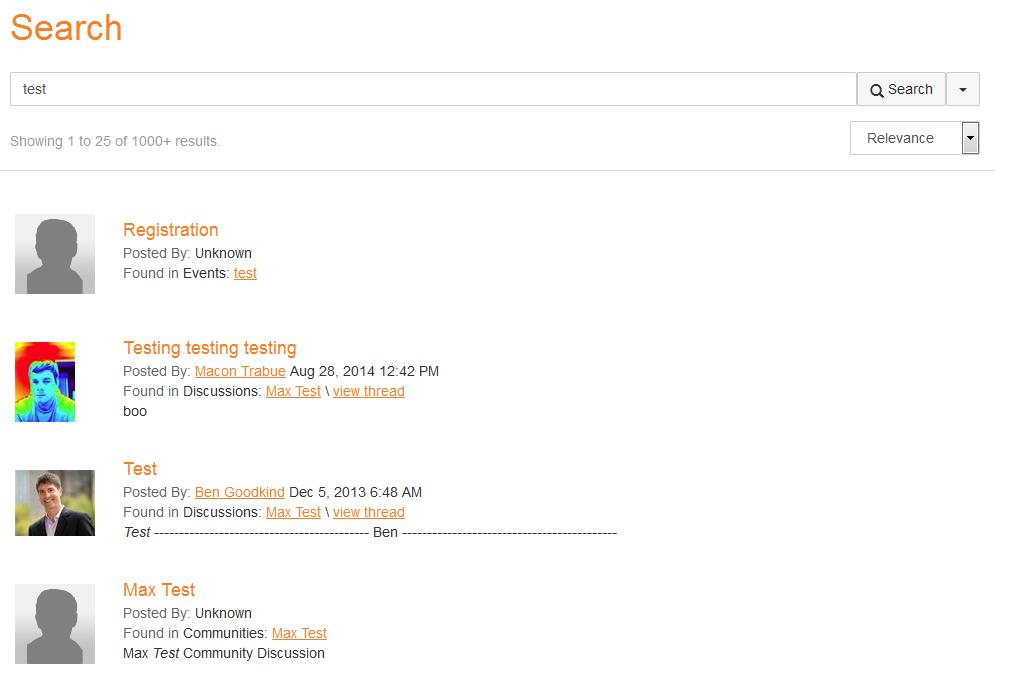 Search
test
Search
Showing 1 to 25 of 1000+ results.
Relevance
Registration
Posted By: Unknown
Found in Events: test
Testing testing testing
Posted By: Macon Trabue Aug 28, 2014 12:42 PM
Found in Discussions: Max Test \ view thread
boo
Test
Posted By: Ben Goodkind Dec 5, 2013 6:48 AM
Found in Discussions: Max Test \ view thread
Test ------------------------------------------- Ben -------------------------------------------
Max Test
Posted By: Unknown
Found in Communities: Max Test
Max Test Community Discussion